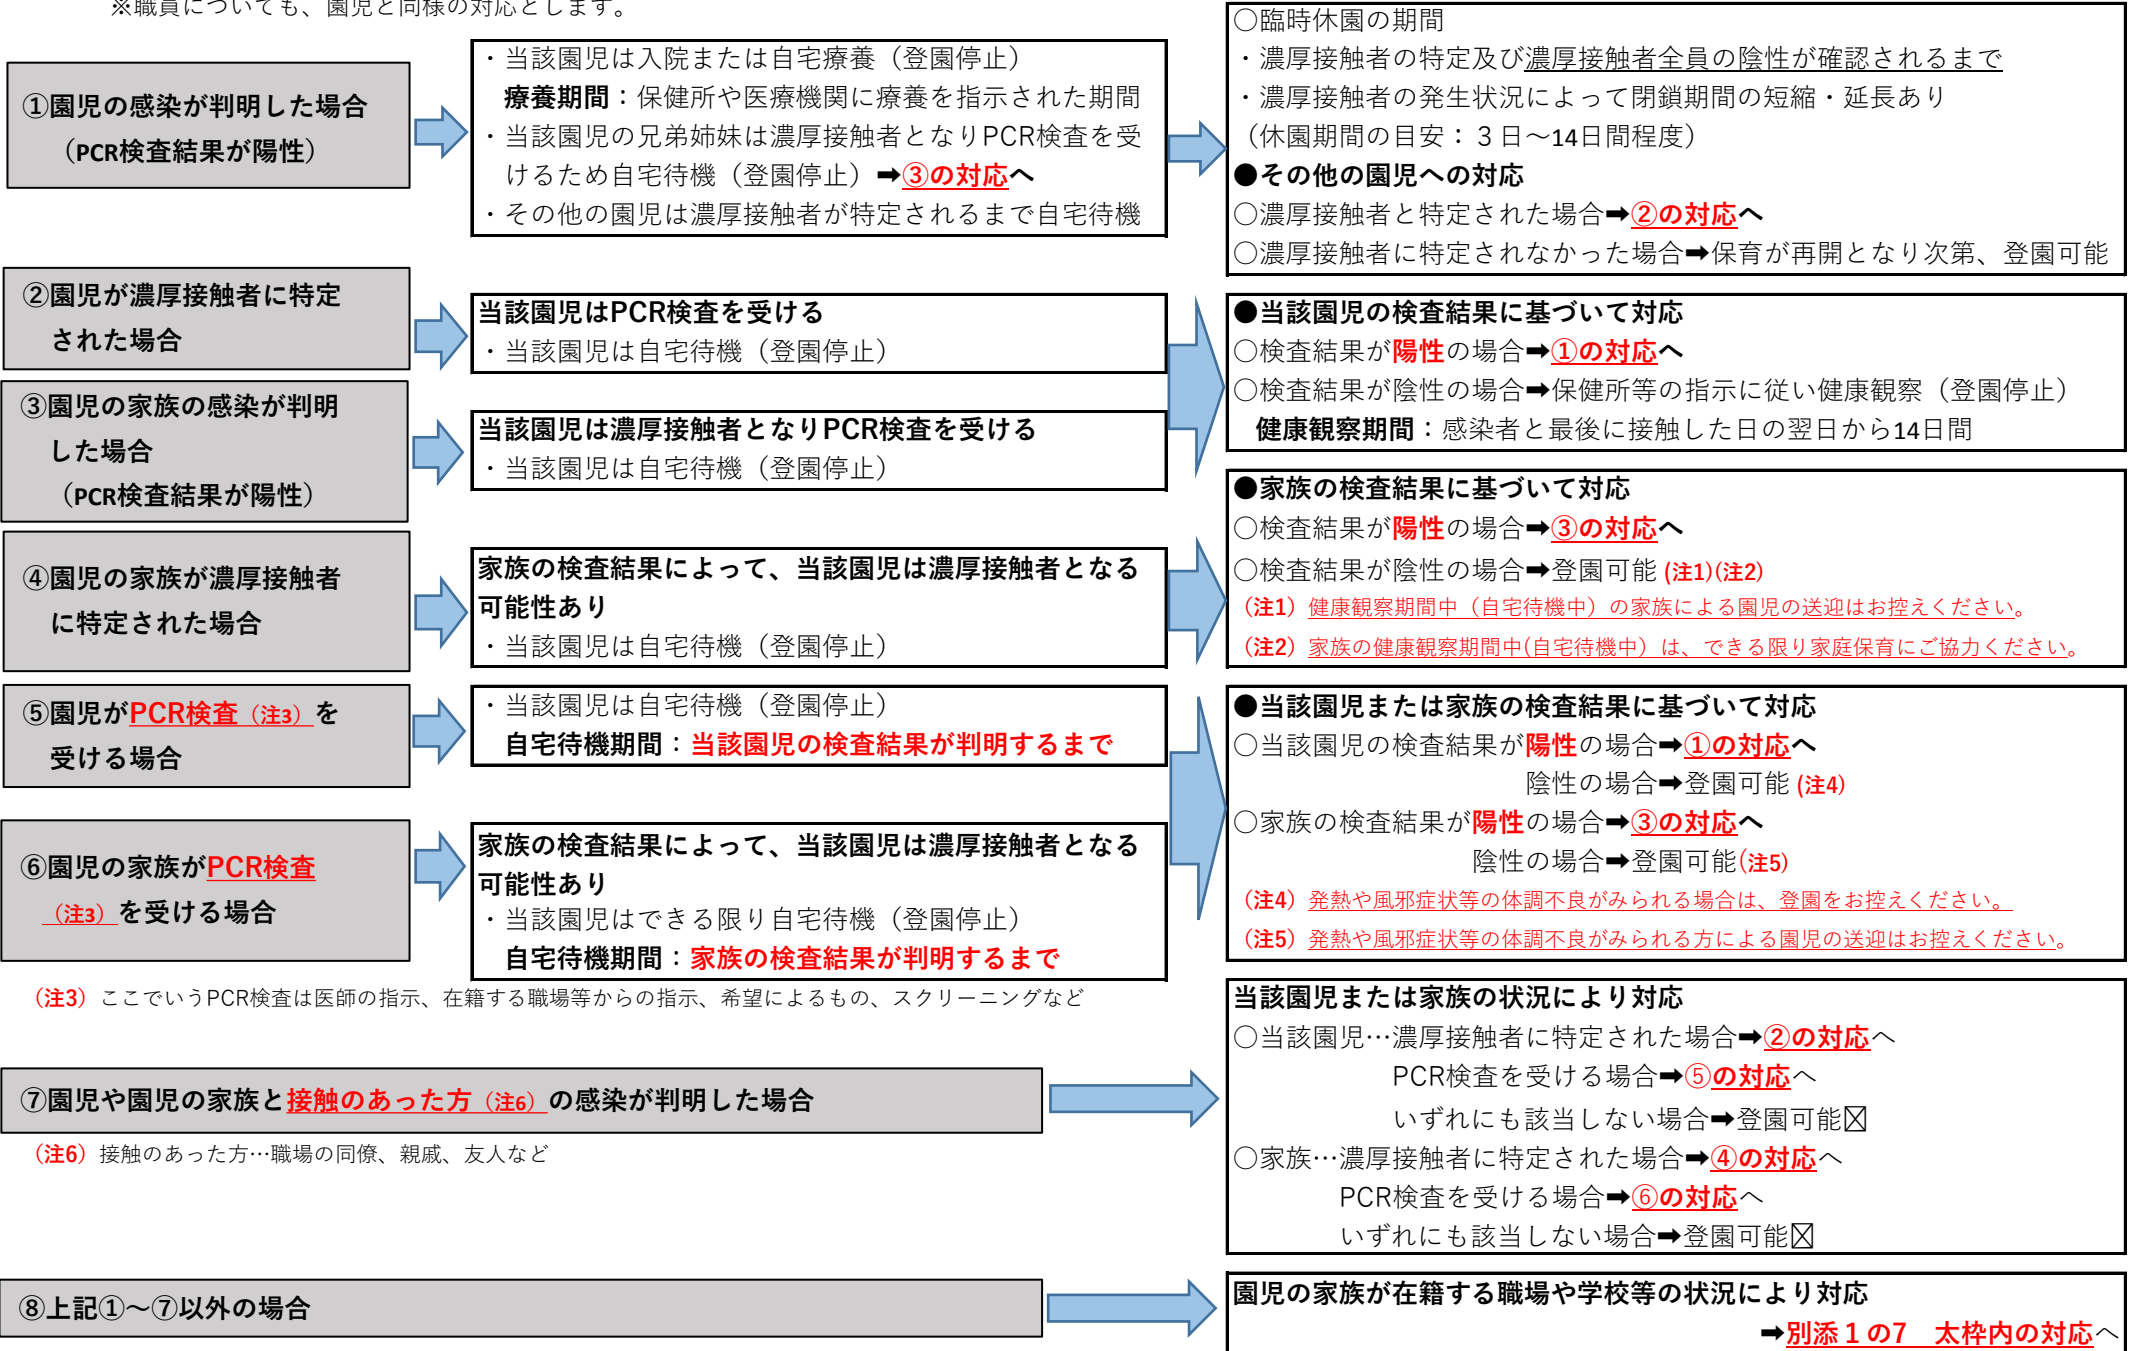 ※職員についても、園児と同様の対応とします。
①園児の感染が判明した場合
（PCR検査結果が陽性）
・当該園児は入院または自宅療養（登園停止）
療養期間：保健所や医療機関に療養を指示された期間
・当該園児の兄弟姉妹は濃厚接触者となりPCR検査を受
けるため自宅待機（登園停止）➡③の対応へ
・その他の園児は濃厚接触者が特定されるまで自宅待機
○臨時休園の期間
・濃厚接触者の特定及び濃厚接触者全員の陰性が確認されるまで
・濃厚接触者の発生状況によって閉鎖期間の短縮・延長あり
（休園期間の目安：３日～14日間程度）
●その他の園児への対応
○濃厚接触者と特定された場合➡②の対応へ
○濃厚接触者に特定されなかった場合➡保育が再開となり次第、登園可能
②園児が濃厚接触者に特定
された場合
当該園児はPCR検査を受ける
・当該園児は自宅待機（登園停止）
③園児の家族の感染が判明
した場合
（PCR検査結果が陽性）
当該園児は濃厚接触者となりPCR検査を受ける
・当該園児は自宅待機（登園停止）
●当該園児の検査結果に基づいて対応
○検査結果が陽性の場合➡①の対応へ
○検査結果が陰性の場合➡保健所等の指示に従い健康観察（登園停止）
健康観察期間：感染者と最後に接触した日の翌日から14日間
④園児の家族が濃厚接触者
に特定された場合
家族の検査結果によって、当該園児は濃厚接触者となる
可能性あり
・当該園児は自宅待機（登園停止）
●家族の検査結果に基づいて対応
○検査結果が陽性の場合➡③の対応へ
○検査結果が陰性の場合➡登園可能 (注1)(注2)
（注1）健康観察期間中（自宅待機中）の家族による園児の送迎はお控えください。
（注2）家族の健康観察期間中(自宅待機中）は、できる限り家庭保育にご協力ください。
⑤園児がPCR検査（注3）を
受ける場合
・当該園児は自宅待機（登園停止）
自宅待機期間：当該園児の検査結果が判明するまで
⑥園児の家族がPCR検査
（注3）を受ける場合
家族の検査結果によって、当該園児は濃厚接触者となる
可能性あり
・当該園児はできる限り自宅待機（登園停止）
自宅待機期間：家族の検査結果が判明するまで
●当該園児または家族の検査結果に基づいて対応
○当該園児の検査結果が陽性の場合➡①の対応へ
陰性の場合➡登園可能 (注4)
○家族の検査結果が陽性の場合➡③の対応へ
陰性の場合➡登園可能(注5)
（注4）発熱や風邪症状等の体調不良がみられる場合は、登園をお控えください。
（注5）発熱や風邪症状等の体調不良がみられる方による園児の送迎はお控えください。
（注3）ここでいうPCR検査は医師の指示、在籍する職場等からの指示、希望によるもの、スクリーニングなど
⑦園児や園児の家族と接触のあった方（注6）の感染が判明した場合
（注6）接触のあった方…職場の同僚、親戚、友人など
当該園児または家族の状況により対応
○当該園児…濃厚接触者に特定された場合➡②の対応へ
PCR検査を受ける場合➡⑤の対応へ
いずれにも該当しない場合➡登園可能
○家族…濃厚接触者に特定された場合➡④の対応へ
PCR検査を受ける場合➡⑥の対応へ
いずれにも該当しない場合➡登園可能
⑧上記①～⑦以外の場合
園児の家族が在籍する職場や学校等の状況により対応
➡別添１の7　太枠内の対応へ